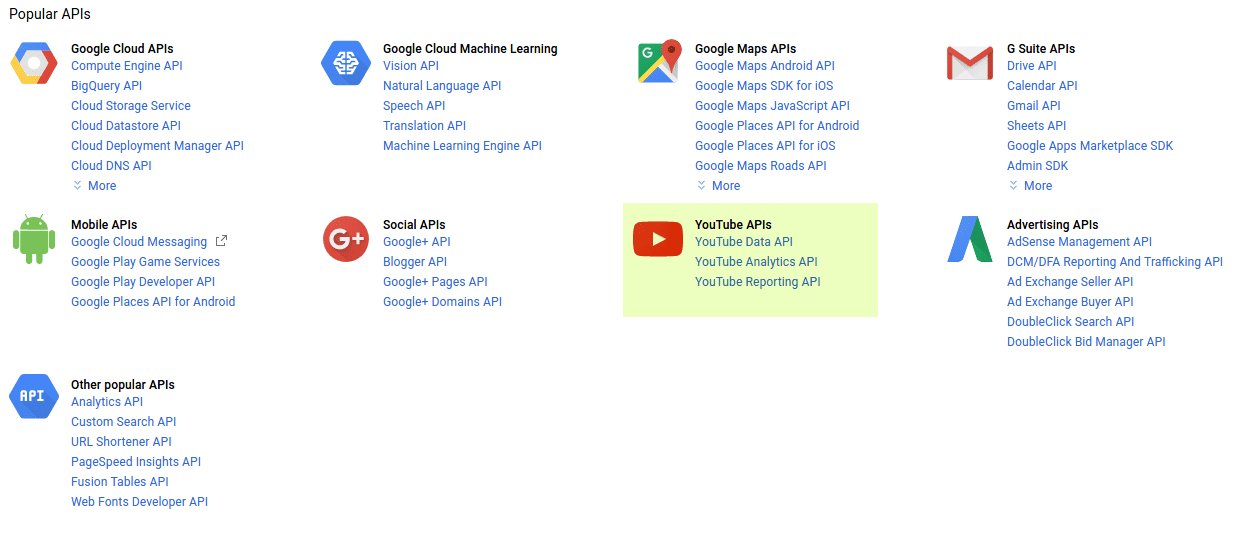 Popular APIs
Google Cloud APIs
Compute Engine API
BigQuery API
Cloud Storage Service
Cloud Datastore API
Cloud Deployment Manager API
Cloud DNS API
More
Google Cloud Machine Learning
Vision API
Natural Language API
Speech API
Translation API
Machine Learning Engine API
G
Google Maps APIs
Google Maps Android API
Google Maps SDK for iOS
Google Maps JavaScript API
Google Places API for Android
Google Places API for iOS
Google Maps Roads API
More
G Suite APIs
Drive API
Calendar API
Gmail API
Sheets API
Google Apps Marketplace SDK
Admin SDK
More
Mobile APIs
Google Cloud Messaging
Google Play Game Services
Google Play Developer API
Google Places API for Android
G+
Social APIs
Google+ API
Blogger API
Google+ Pages API
Google+ Domains API
YouTube APIs
YouTube Data API
YouTube Analytics API
YouTube Reporting API
Advertising APIs
AdSense Management API
DCM/DFA Reporting And Trafficking API
Ad Exchange Seller API
Ad Exchange Buyer API
DoubleClick Search API
DoubleClick Bid Manager API
API
Other popular APIs
Analytics API
Custom Search API
URL Shortener API
PageSpeed Insights API
Fusion Tables API
Web Fonts Developer API